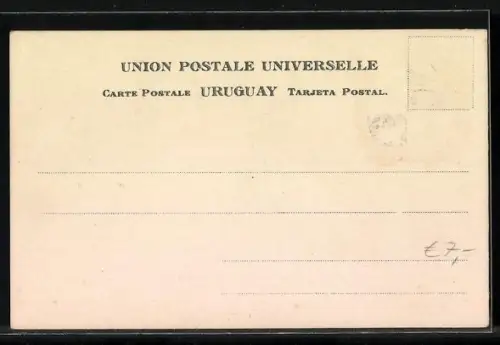 UNION POSTALE UNIVERSELLE
CARTE POSTALE URUGUAY TARJETA POSTAL.
€7,-